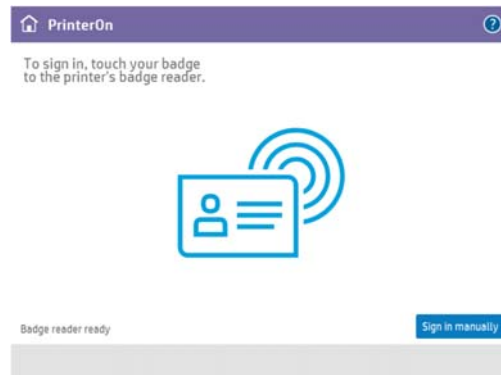 PrinterOn
?
To sign in, touch your badge
to the printer's badge reader.
Badge reader ready
Sign in manually